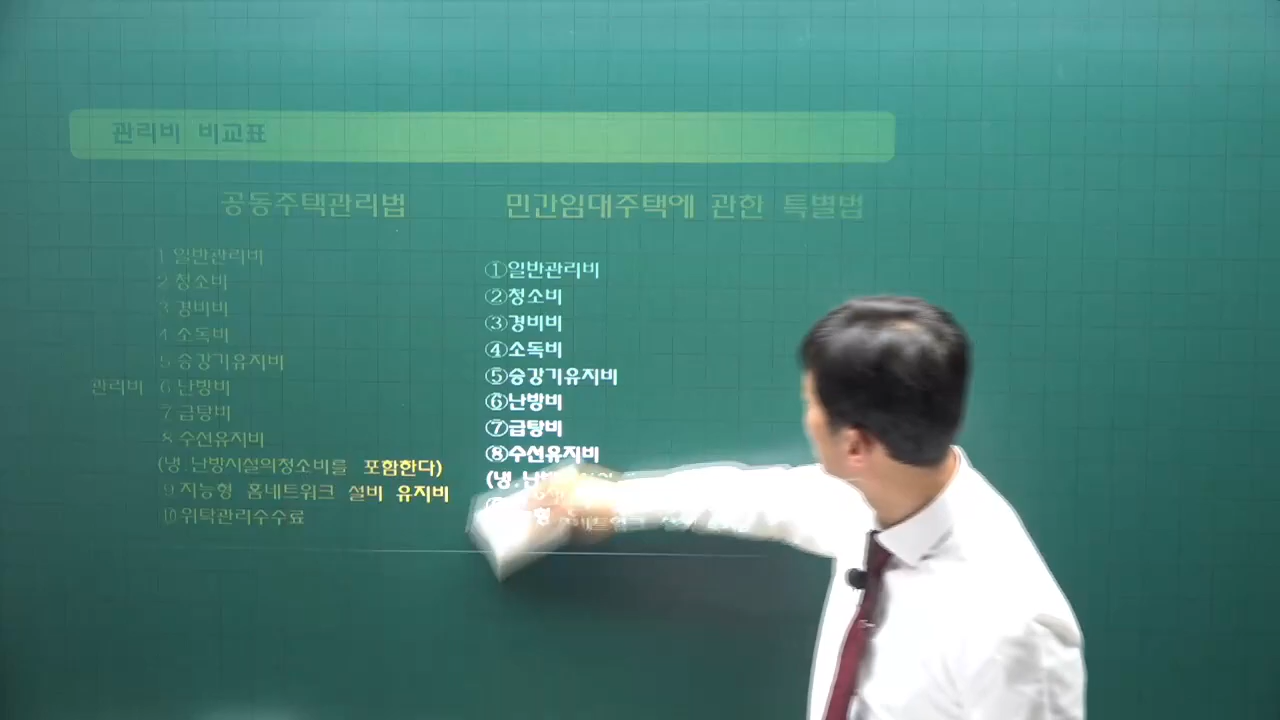 관리비 비교표
공동주택관리법
민간임대주택에 관한 특별법
1 일반관리비
2 청소비
3 경비비
4 소독비
5 승강기유지비
관리비 6 난방비
7 급탕비
8 수선유지비
(냉.난방시설의청소비를 포함한다)
9 지능형 홈네트워크 설비 유지비
10 위탁관리수수료
①일반관리비
②청소비
③경비비
④소독비
⑤승강기유지비
⑥난방비
⑦급탕비
⑧수선유지비
(냉.난방